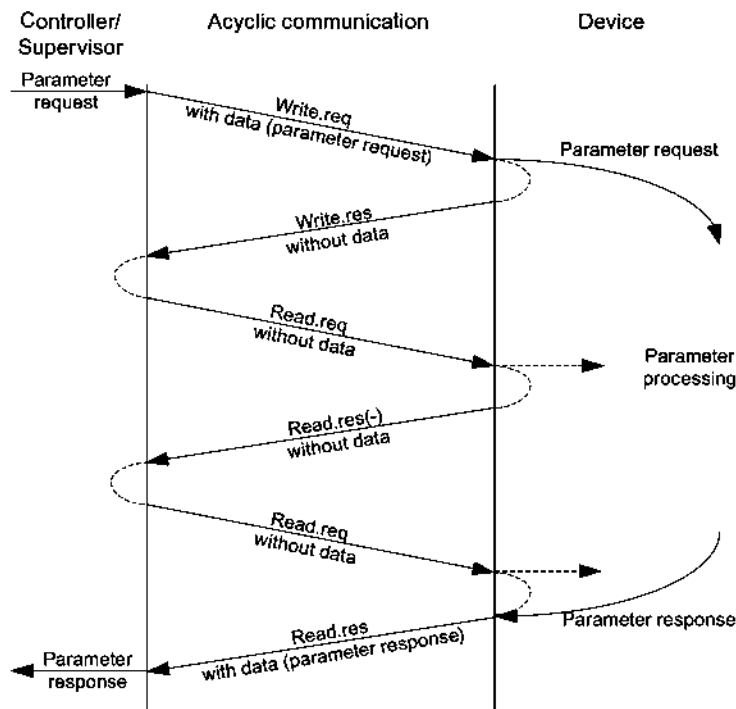 Controller/
Supervisor
Acyclic communication
Device
Parameter
request
Write.req
with data (parameter request)
Parameter request
Write.res
without data
Read.req
without data
Parameter
processing
Read.res(-)
without data
Read.req
without data
Parameter response
Read.res
with data (parameter response)
Parameter
response